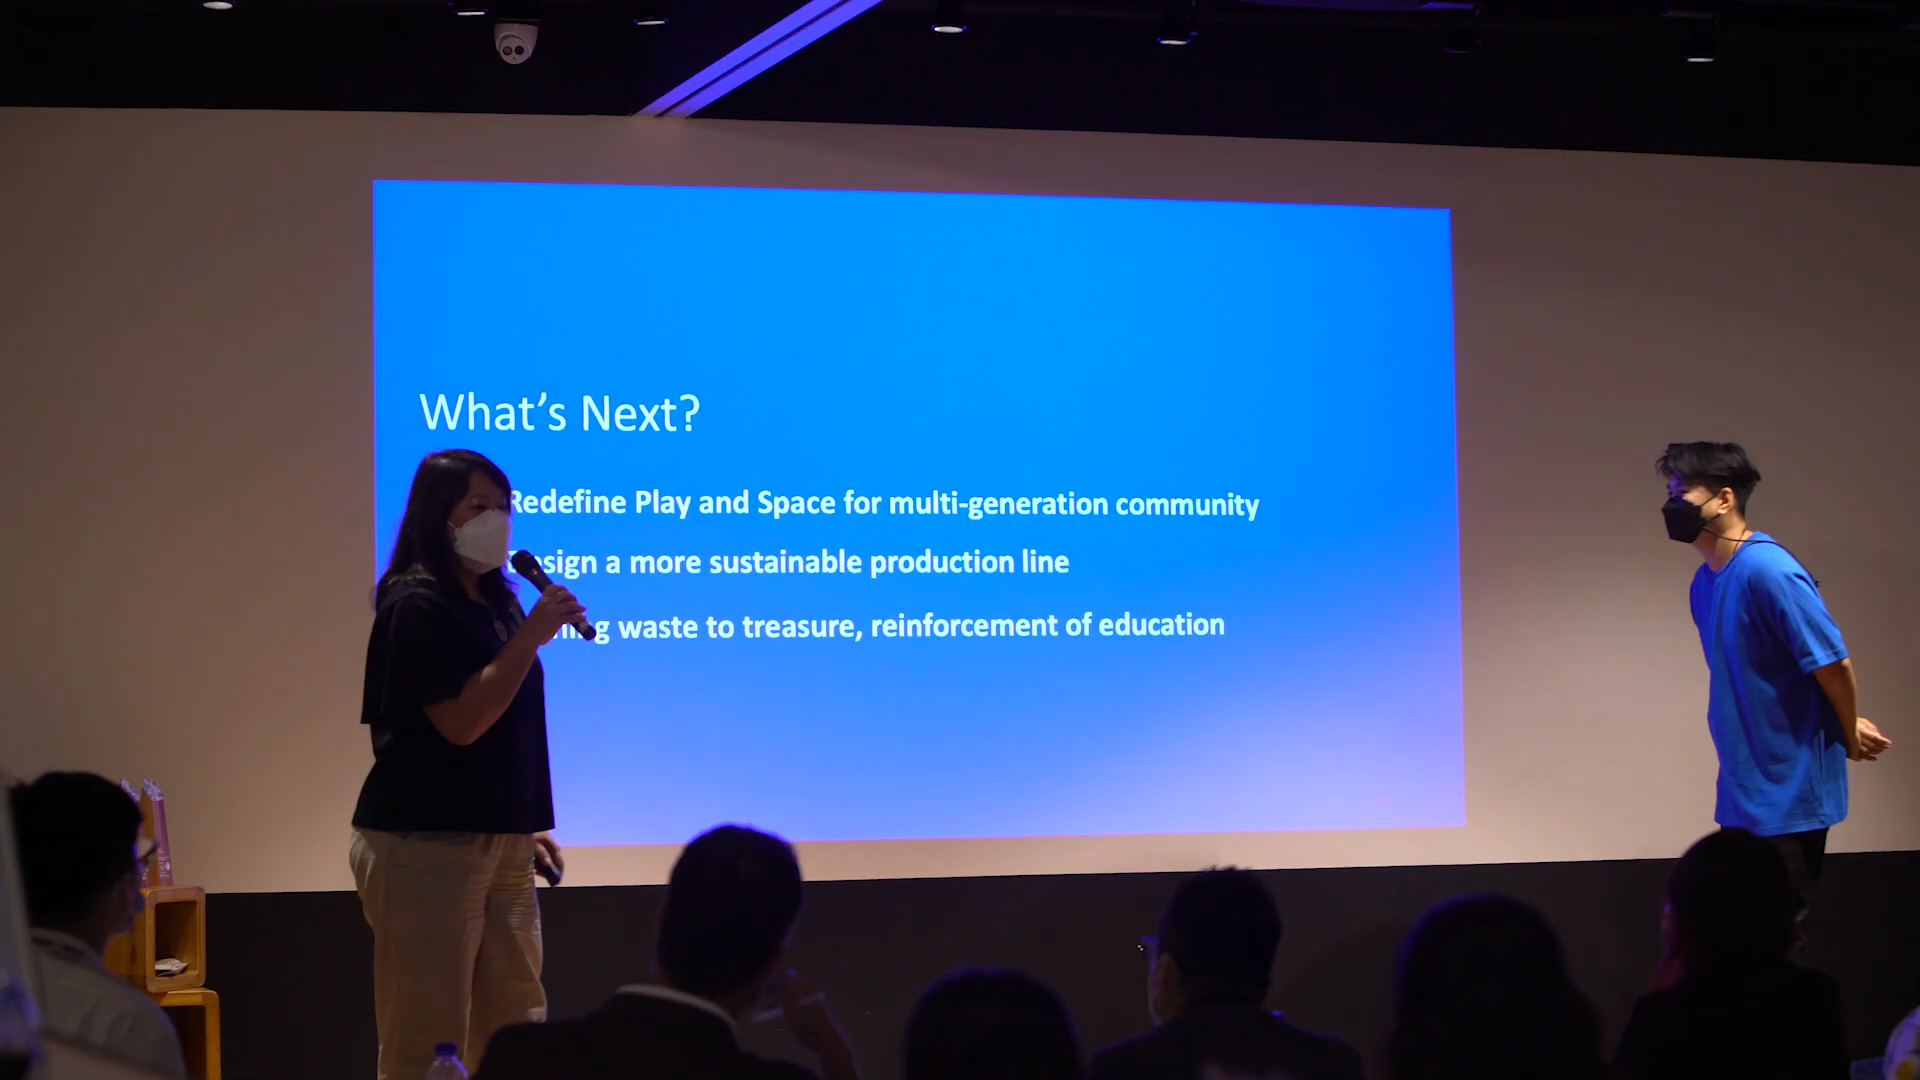 What's Next?
Redefine Play and Space for multi-generation community
Design a more sustainable production line
waste to treasure, reinforcement of education